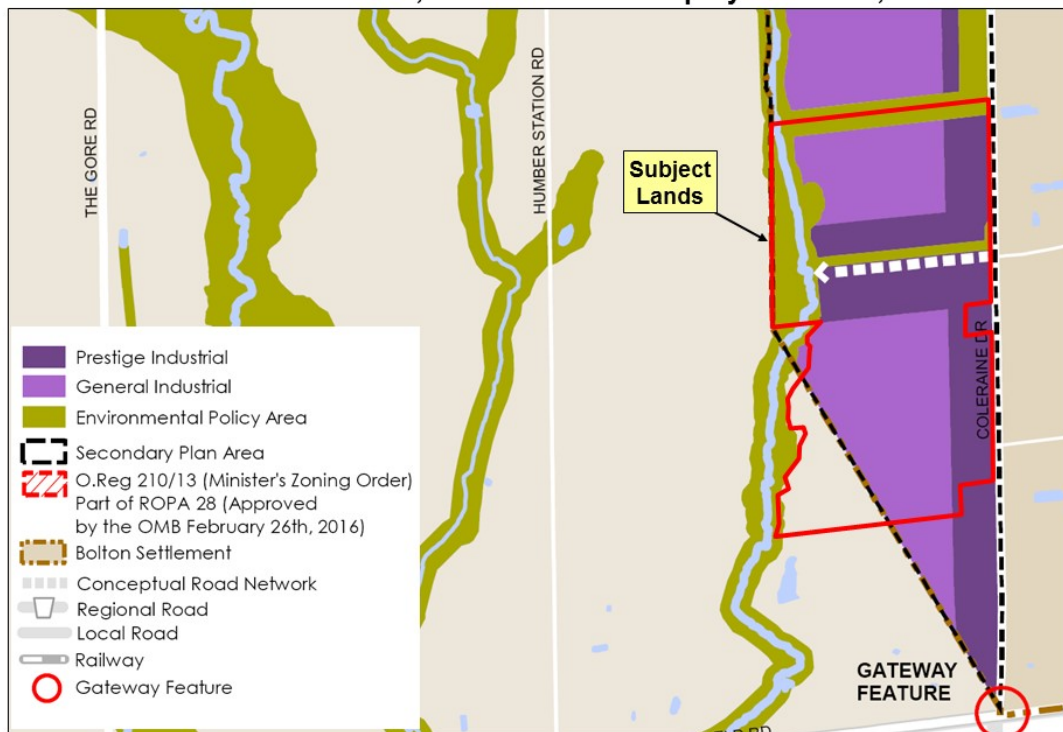 THE GORE RD
HUMBER STATION RD
Subject
Lands
COLERAINE DR
Prestige Industrial
General Industrial
Environmental Policy Area
Secondary Plan Area
O.Reg 210/13 (Minister's Zoning Order)
Part of ROPA 28 (Approved
by the OMB February 26th, 2016)
Bolton Settlement
Conceptual Road Network
Regional Road
Local Road
Railway
Gateway Feature
GATEWAY
FEATURE
RD